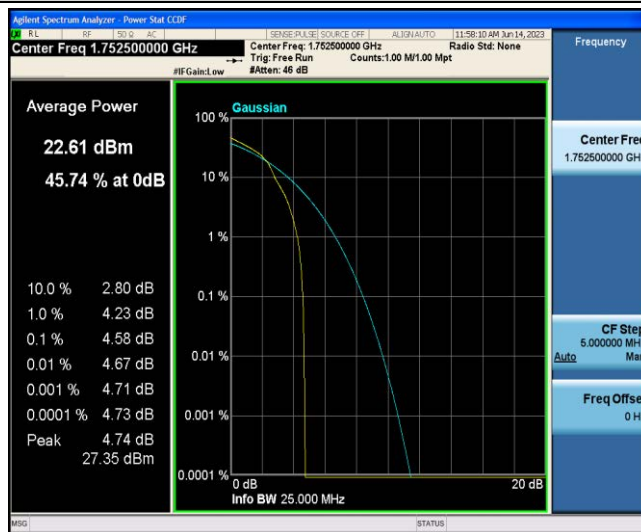 Agilent Spectrum Analyzer - Power Stat CCDF
RL RF 50 Ω AC SENSE:PULSE SOURCE OFF ALIGN AUTO 11:58:10 AM Jun 14, 2023
Center Freq 1.752500000 GHz
Center Freq: 1.752500000 GHz Radio Std: None
Trig: Free Run Counts:1.00 M/1.00 Mpt
#IFGain:Low #Atten: 46 dB
Frequency
Average Power
22.61 dBm
45.74 % at 0dB
10.0 % 2.80 dB
1.0 % 4.23 dB
0.1 % 4.58 dB
0.01 % 4.67 dB
0.001 % 4.71 dB
0.0001 % 4.73 dB
Peak 4.74 dB
27.35 dBm
Gaussian
100 %
10 %
1 %
0.1 %
0.01 %
0.001 %
0.0001 %
0 dB 20 dB
Info BW 25.000 MHz
Center Fre
1.752500000 GH
CF Step
5.000000 MH
Auto Ma
Freq Offse
0 H
MSG STATUS